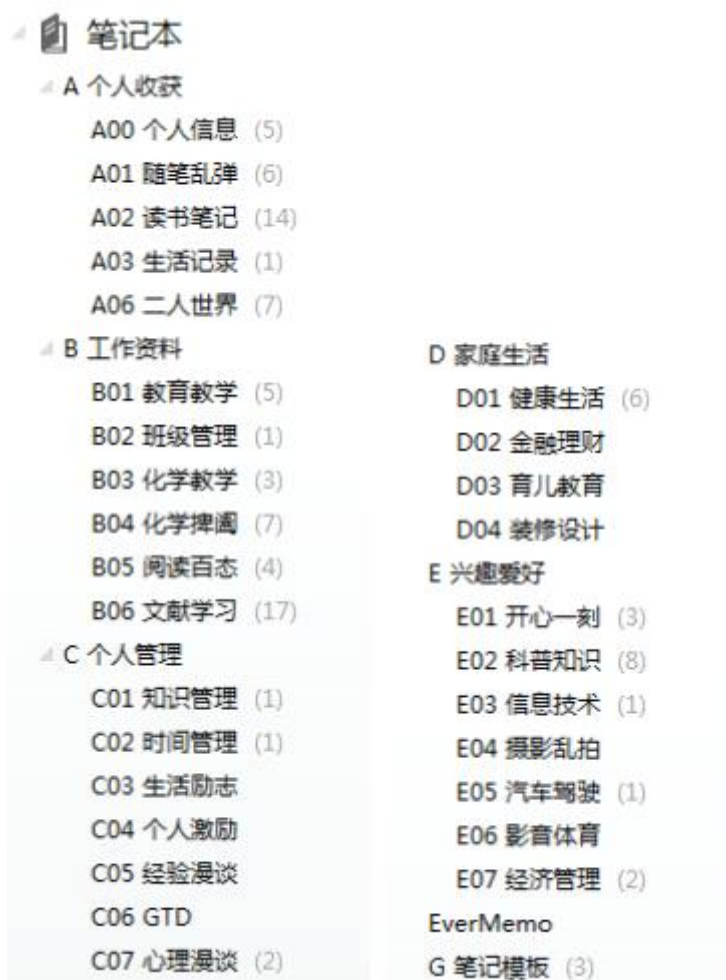 笔记本
A 个人收获
A00 个人信息 (5)
A01 随笔乱弹 (6)
A02 读书笔记 (14)
A03 生活记录 (1)
A06 二人世界 (7)
B 工作资料
B01 教育教学 (5)
B02 班级管理 (1)
B03 化学教学 (3)
B04 化学捭阖 (7)
B05 阅读百态 (4)
B06 文献学习 (17)
C 个人管理
C01 知识管理 (1)
C02 时间管理 (1)
C03 生活励志
C04 个人激励
C05 经验漫谈
C06 GTD
C07 心理漫谈 (2)
D 家庭生活
D01 健康生活 (6)
D02 金融理财
D03 育儿教育
D04 装修设计
E 兴趣爱好
E01 开心一刻 (3)
E02 科普知识 (8)
E03 信息技术 (1)
E04 摄影乱拍
E05 汽车驾驶 (1)
E06 影音体育
E07 经济管理 (2)
EverMemo
G 笔记模板 (3)